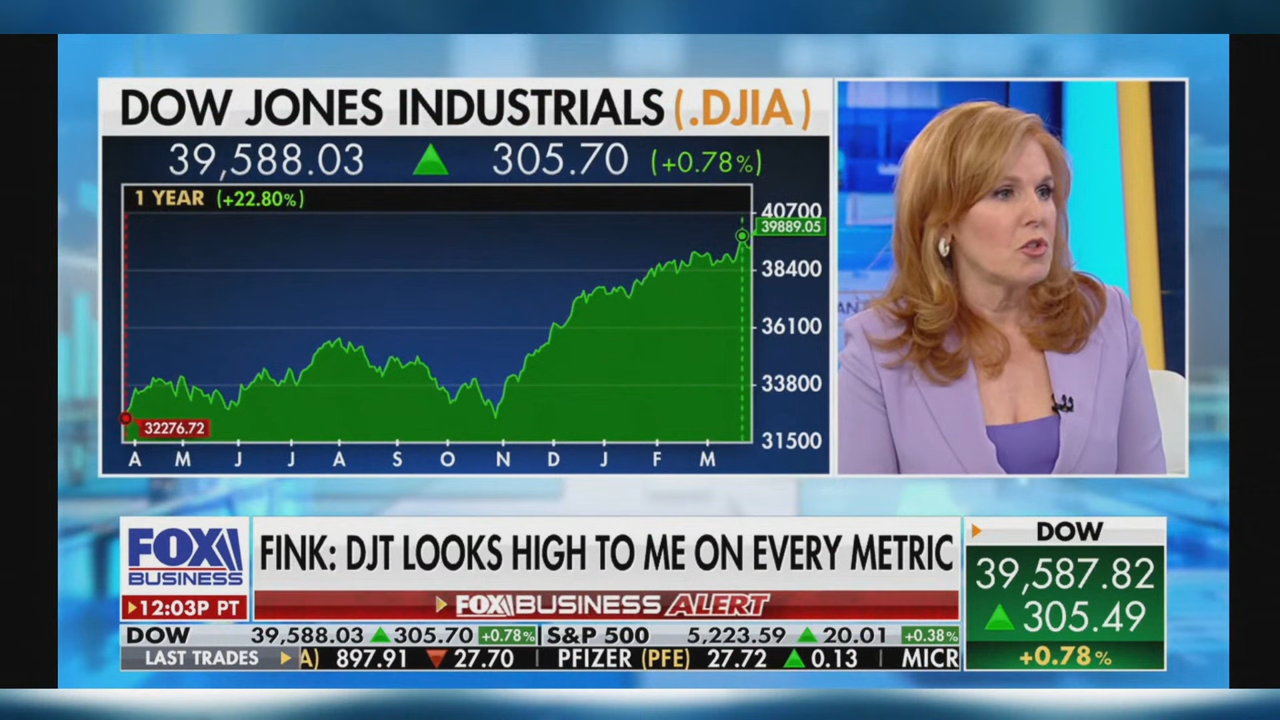 DOW JONES INDUSTRIALS (.DJIA)
39,588.03 ▲ 305.70 (+0.78%)
1 YEAR (+22.80%)
40700
39889.05
38400
36100
33800
31500
32276.72
A M J J A S O N D J F M
FOX BUSINESS
12:03P PT
FINK: DJT LOOKS HIGH TO ME ON EVERY METRIC
FOX BUSINESS ALERT
DOW
39,587.82
▲ 305.49
+0.78%
DOW 39,588.03 ▲ 305.70 +0.78% S&P 500 5,223.59 ▲ 20.01 +0.38%
LAST TRADES A) 897.91 ▼ 27.70 | PFIZER (PFE) 27.72 ▲ 0.13 | MICR